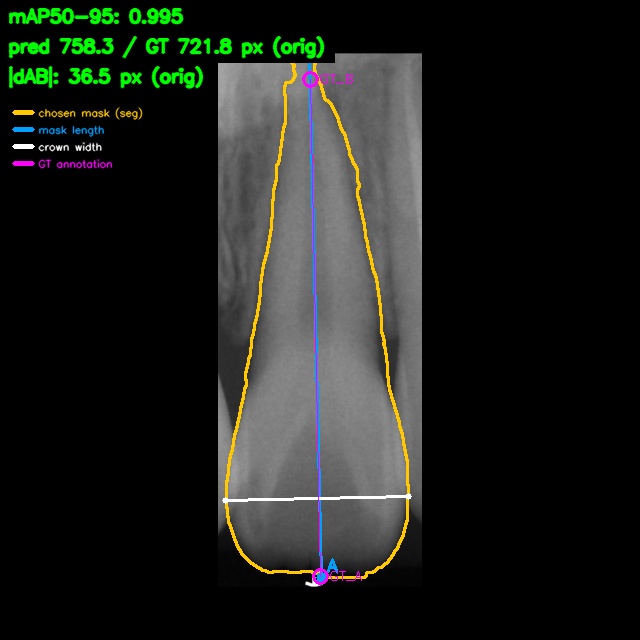 mAP50-95: 0.995
pred 758.3 / GT 721.8 px (orig)
|dAB|: 36.5 px (orig)
chosen mask (seg)
mask length
crown width
GT annotation
A
GT_A